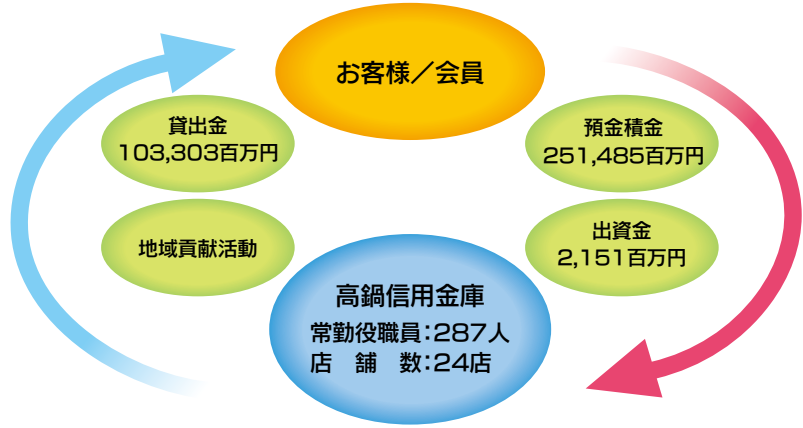 お客様／会員
貸出金
103,303百万円
預金積金
251,485百万円
地域貢献活動
出資金
2,151百万円
高鍋信用金庫
常勤役職員：287人
店　舗　数：24店